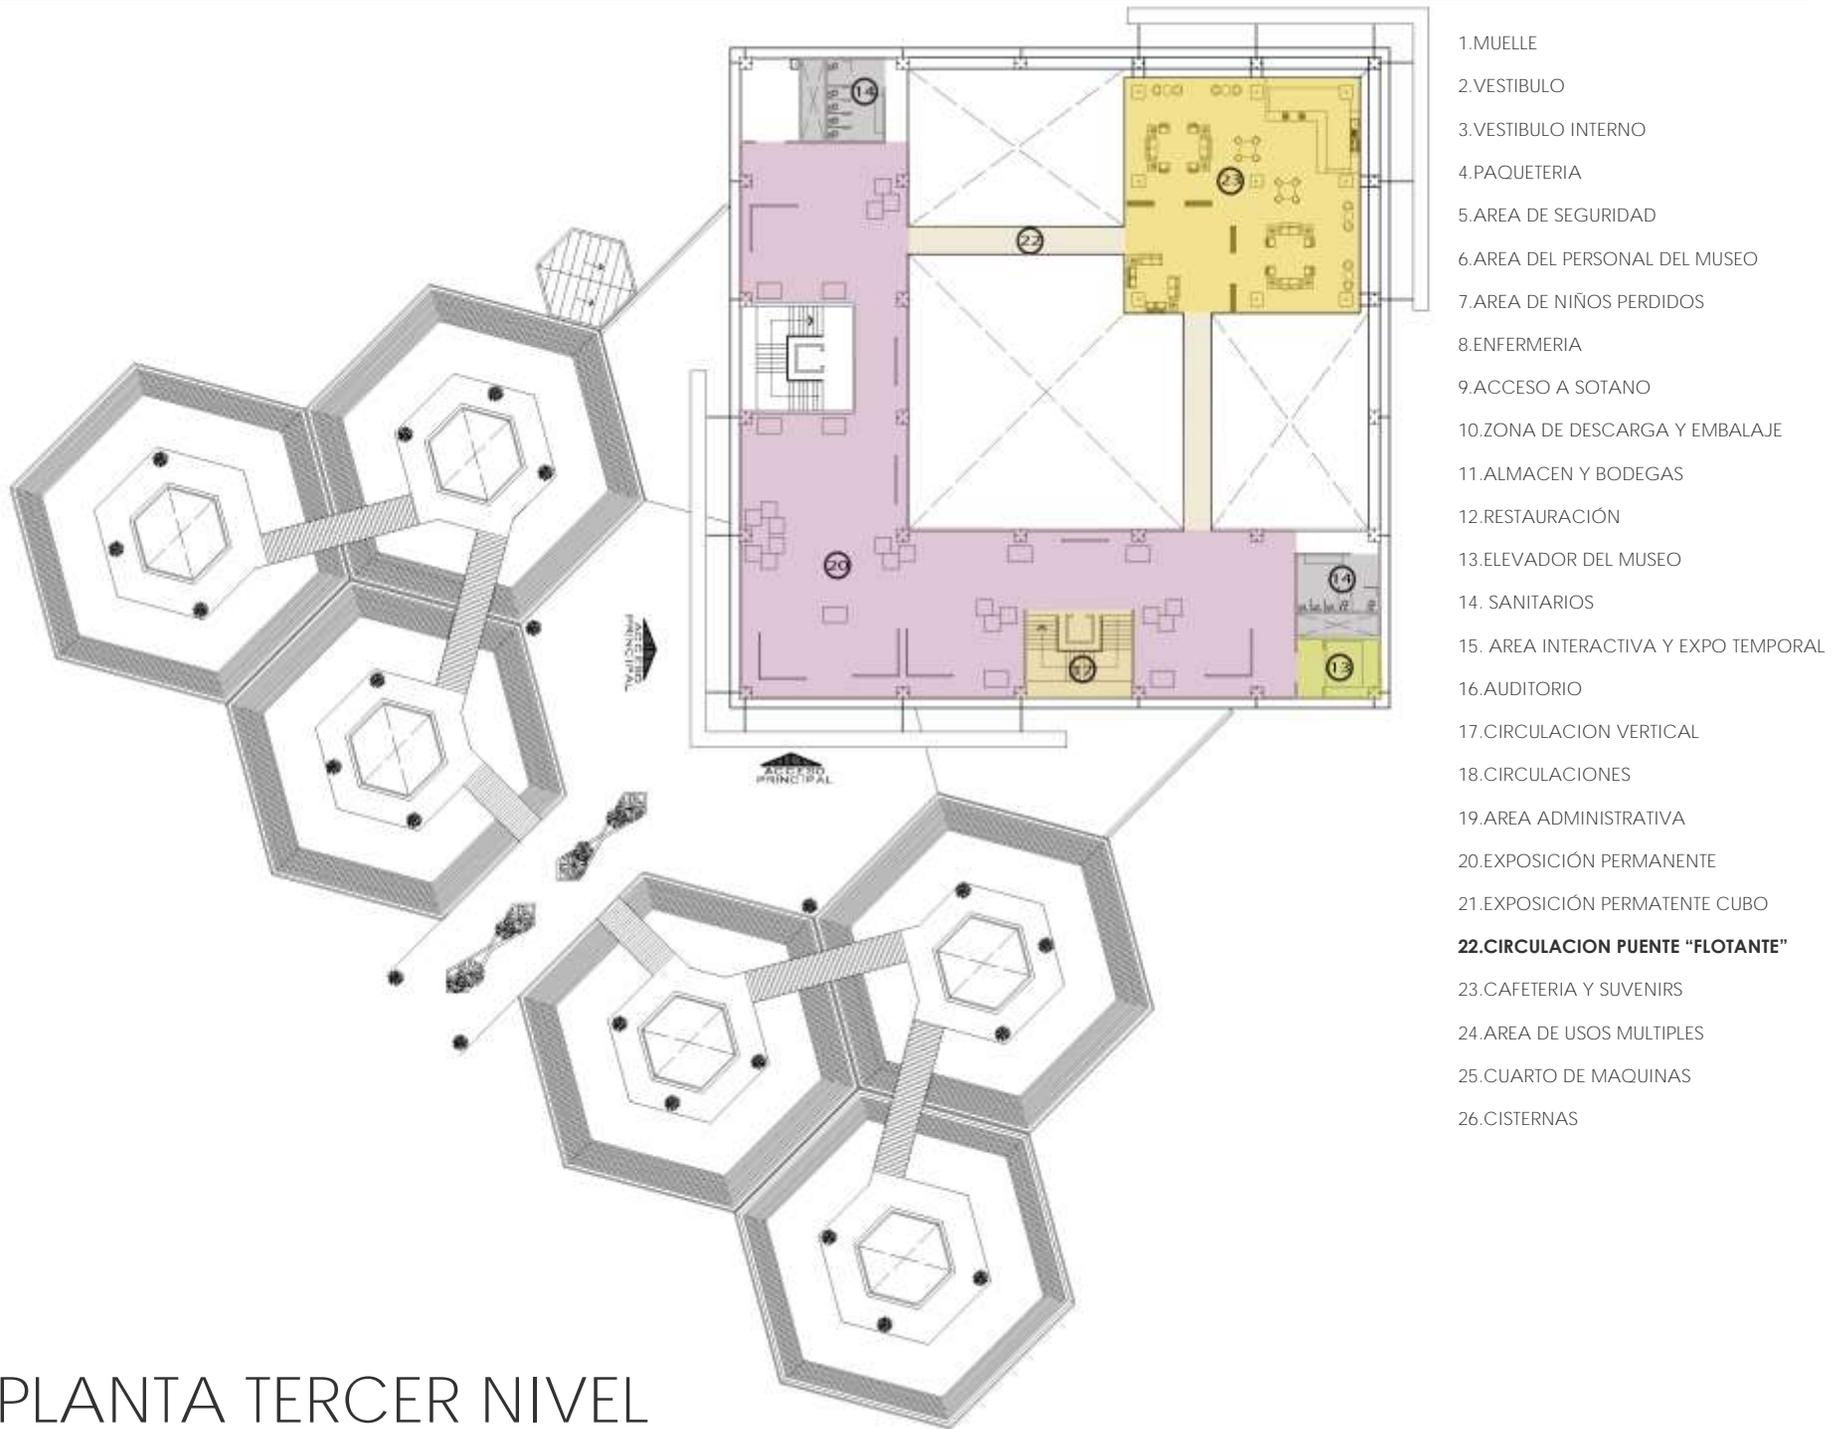 14
23
22
20
14
17
13
ACCESO
PRINCIPAL
ACCESO
PRINCIPAL
1.MUELLE
2.VESTIBULO
3.VESTIBULO INTERNO
4.PAQUETERIA
5.AREA DE SEGURIDAD
6.AREA DEL PERSONAL DEL MUSEO
7.AREA DE NIÑOS PERDIDOS
8.ENFERMERIA
9.ACCESO A SOTANO
10.ZONA DE DESCARGA Y EMBALAJE
11.ALMACEN Y BODEGAS
12.RESTAURACIÓN
13.ELEVADOR DEL MUSEO
14. SANITARIOS
15. AREA INTERACTIVA Y EXPO TEMPORAL
16.AUDITORIO
17.CIRCULACION VERTICAL
18.CIRCULACIONES
19.AREA ADMINISTRATIVA
20.EXPOSICIÓN PERMANENTE
21.EXPOSICIÓN PERMATENTE CUBO
22.CIRCULACION PUENTE “FLOTANTE”
23.CAFETERIA Y SUVENIRS
24.AREA DE USOS MULTIPLES
25.CUARTO DE MAQUINAS
26.CISTERNAS
PLANTA TERCER NIVEL